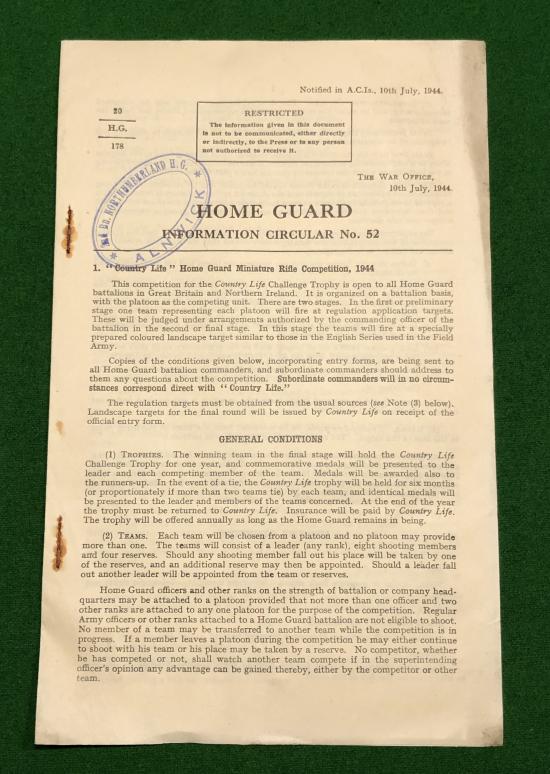 Notified in A.C.Is., 10th July, 1944.
20
H.G.
178
RESTRICTED
The information given in this document
is not to be communicated, either directly
or indirectly, to the Press or to any person
not authorized to receive it.
BN. NORTHUMBERLAND H.G.
ALNWICK
THE WAR OFFICE,
10th July, 1944.
HOME GUARD
INFORMATION CIRCULAR No. 52
1. "Country Life" Home Guard Miniature Rifle Competition, 1944
This competition for the Country Life Challenge Trophy is open to all Home Guard
battalions in Great Britain and Northern Ireland. It is organized on a battalion basis,
with the platoon as the competing unit. There are two stages. In the first or preliminary
stage one team representing each platoon will fire at regulation application targets.
These will be judged under arrangements authorized by the commanding officer of the
battalion in the second or final stage. In this stage the teams will fire at a specially
prepared coloured landscape target similar to those in the English Series used in the Field
Army.
Copies of the conditions given below, incorporating entry forms, are being sent to
all Home Guard battalion commanders, and subordinate commanders should address to
them any questions about the competition. Subordinate commanders will in no circum-
stances correspond direct with "Country Life."
The regulation targets must be obtained from the usual sources (see Note (3) below).
Landscape targets for the final round will be issued by Country Life on receipt of the
official entry form.
GENERAL CONDITIONS
(1) TROPHIES. The winning team in the final stage will hold the Country Life
Challenge Trophy for one year, and commemorative medals will be presented to the
leader and each competing member of the team. Medals will be awarded also to
the runners-up. In the event of a tie, the Country Life trophy will be held for six months
(or proportionately if more than two teams tie) by each team, and identical medals will
be presented to the leader and members of the teams concerned. At the end of the year
the trophy must be returned to Country Life. Insurance will be paid by Country Life.
The trophy will be offered annually as long as the Home Guard remains in being.
(2) TEAMS. Each team will be chosen from a platoon and no platoon may provide
more than one. The teams will consist of a leader (any rank), eight shooting members
and four reserves. Should any shooting member fall out his place will be taken by one
of the reserves, and an additional reserve may then be appointed. Should a leader fall
out another leader will be appointed from the team or reserves.
Home Guard officers and other ranks on the strength of battalion or company head-
quarters may be attached to a platoon provided that not more than one officer and two
other ranks are attached to any one platoon for the purpose of the competition. Regular
Army officers or other ranks attached to a Home Guard battalion are not eligible to shoot.
No member of a team may be transferred to another team while the competition is in
progress. If a member leaves a platoon during the competition he may either continue
to shoot with his team or his place may be taken by a reserve. No competitor, whether
he has competed or not, shall watch another team compete if in the superintending
officer's opinion any advantage can be gained thereby, either by the competitor or other
team.